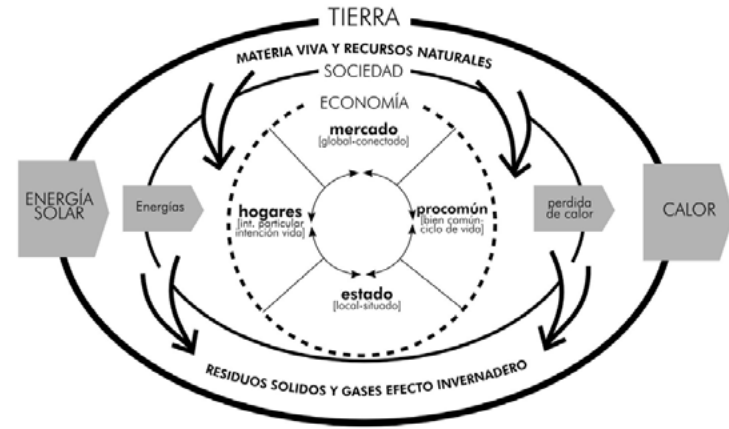 TIERRA
MATERIA VIVA Y RECURSOS NATURALES
SOCIEDAD
ECONOMÍA
mercado
[global-conectado]
ENERGÍA
SOLAR
Energías
hogares
[int. particular
intención vida]
procomún
[bien común-
ciclo de vida]
perdida
de calor
CALOR
estado
[local-situado]
RESIDUOS SOLIDOS Y GASES EFECTO INVERNADERO